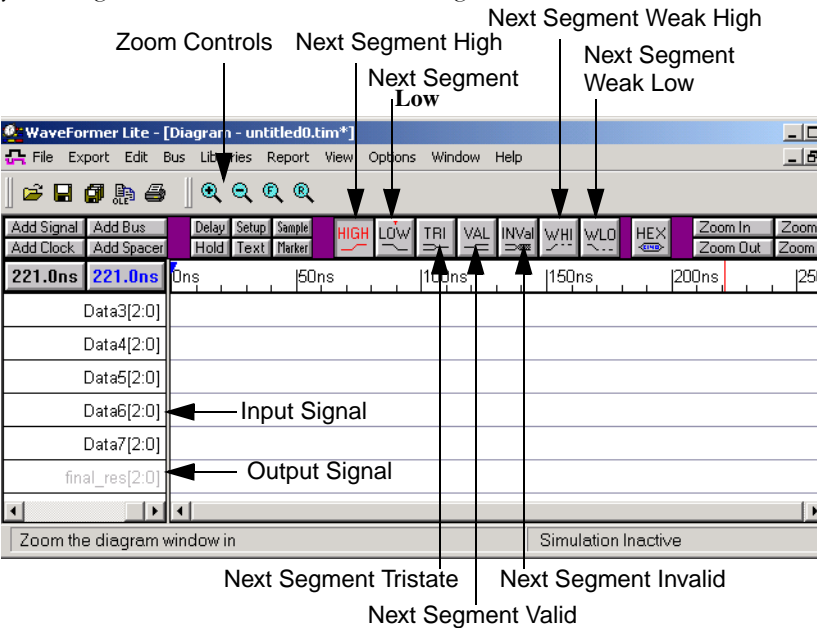 Next Segment Weak High
Zoom Controls Next Segment High
Next Segment
Weak Low
Next Segment
Low
WaveFormer Lite - [Diagram - untitled0.tim*]
File Export Edit Bus Libraries Report View Options Window Help
OLE
Add Signal Add Bus Delay Setup Sample HIGH LOW TRI VAL INVal WHI WLO HEX Zoom In Zoom
Add Clock Add Spacer Hold Text Marker Zoom Out Zoom
221.0ns 221.0ns 0ns 50ns 100ns 150ns 200ns 25
Data3[2:0]
Data4[2:0]
Data5[2:0]
Data6[2:0] Input Signal
Data7[2:0]
final_res[2:0] Output Signal
Zoom the diagram window in Simulation Inactive
Next Segment Tristate Next Segment Invalid
Next Segment Valid